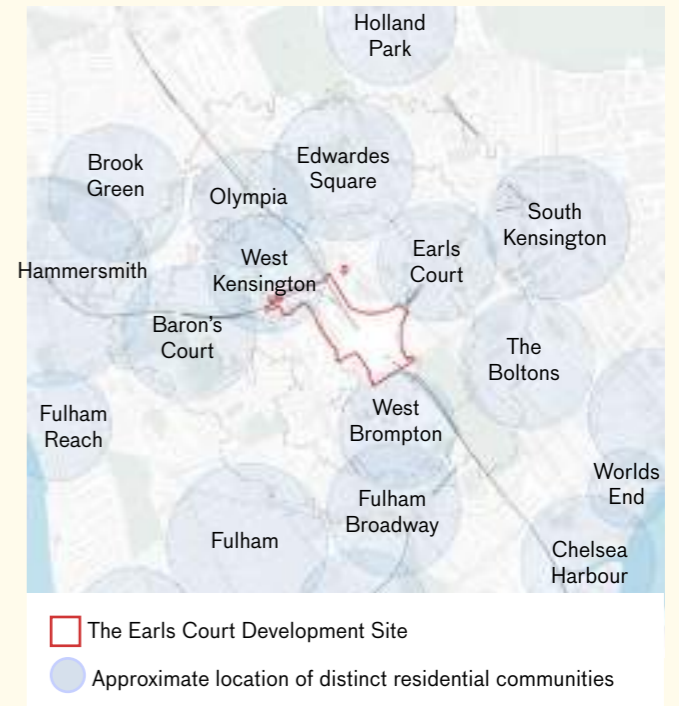 Holland
Park
Brook
Green
Edwardes
Square
Olympia
South
Kensington
Earls
Court
West
Kensington
Hammersmith
Baron's
Court
The
Boltons
Fulham
Reach
West
Brompton
Worlds
End
Fulham
Broadway
Fulham
Chelsea
Harbour
The Earls Court Development Site
Approximate location of distinct residential communities